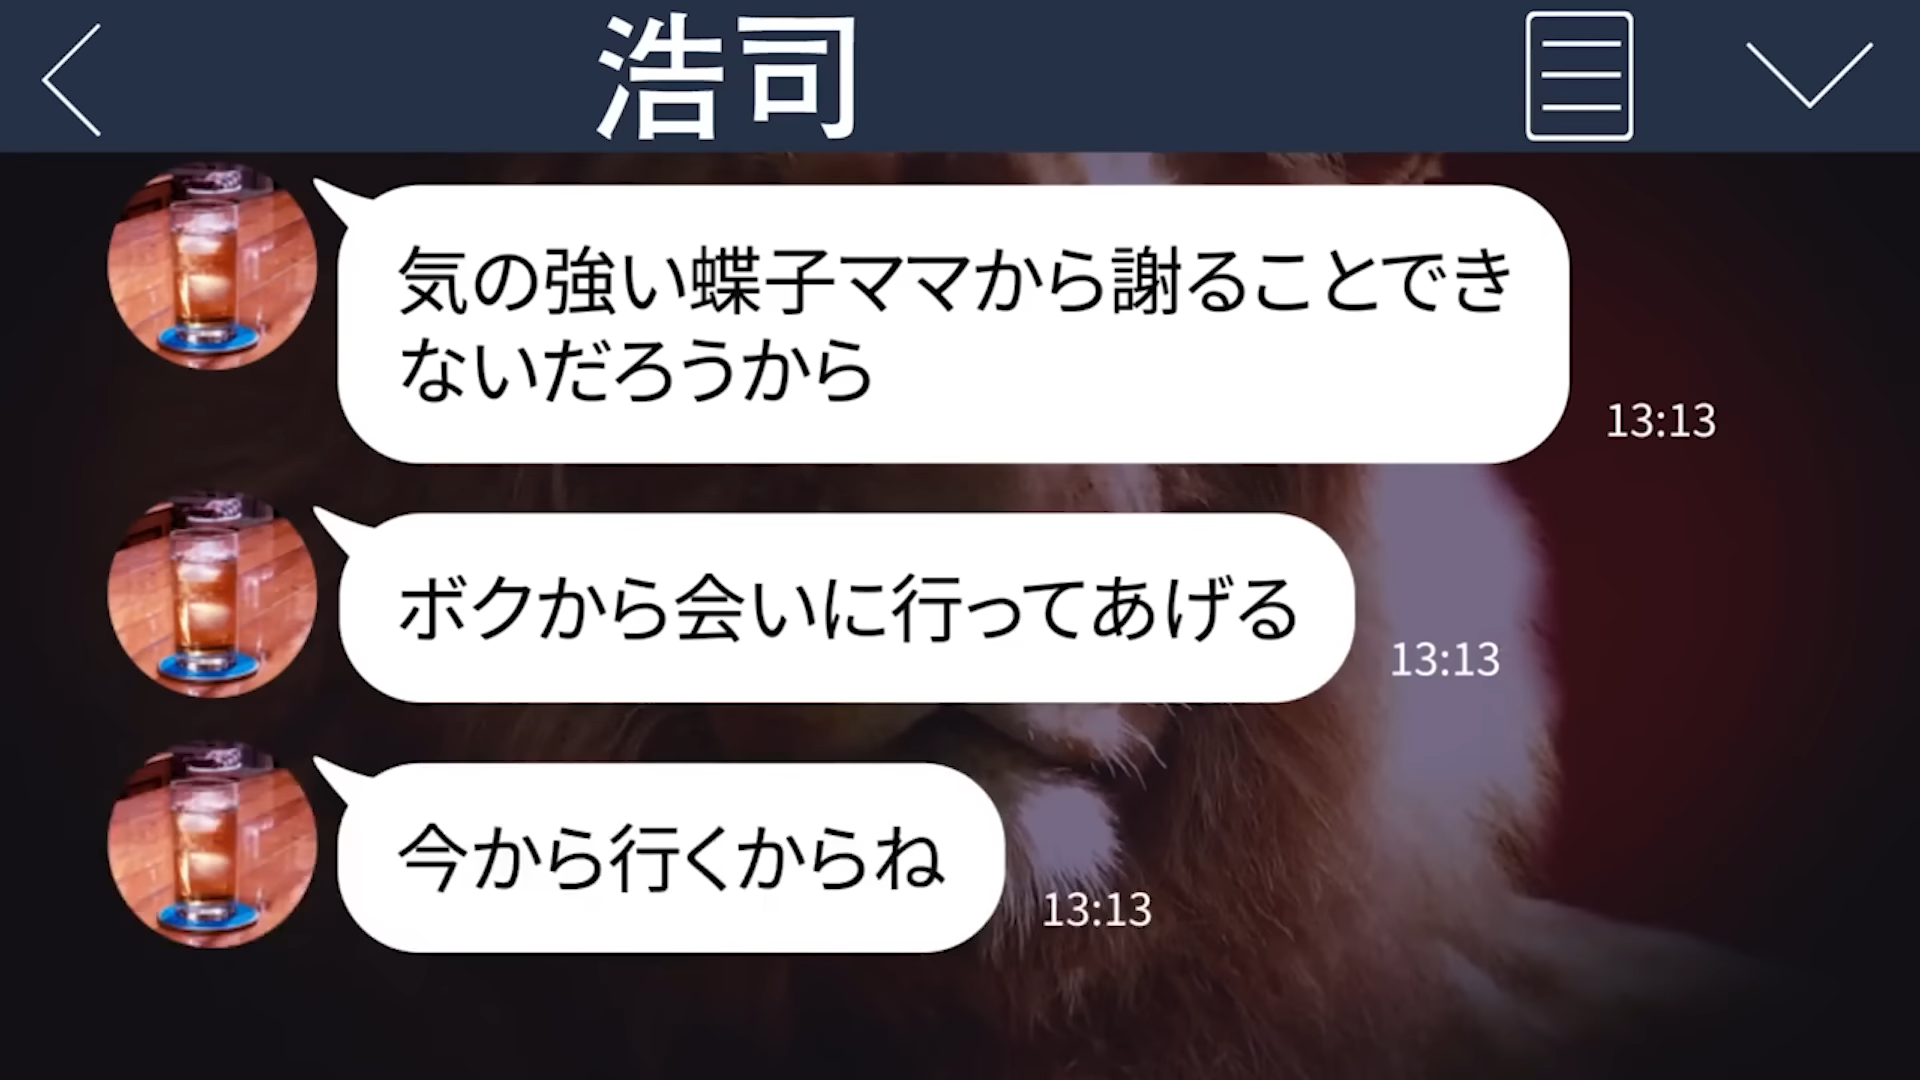 浩司
気の強い蝶子ママから謝ることでき
ないだろうから
13:13
ボクから会いに行ってあげる
13:13
今から行くからね
13:13